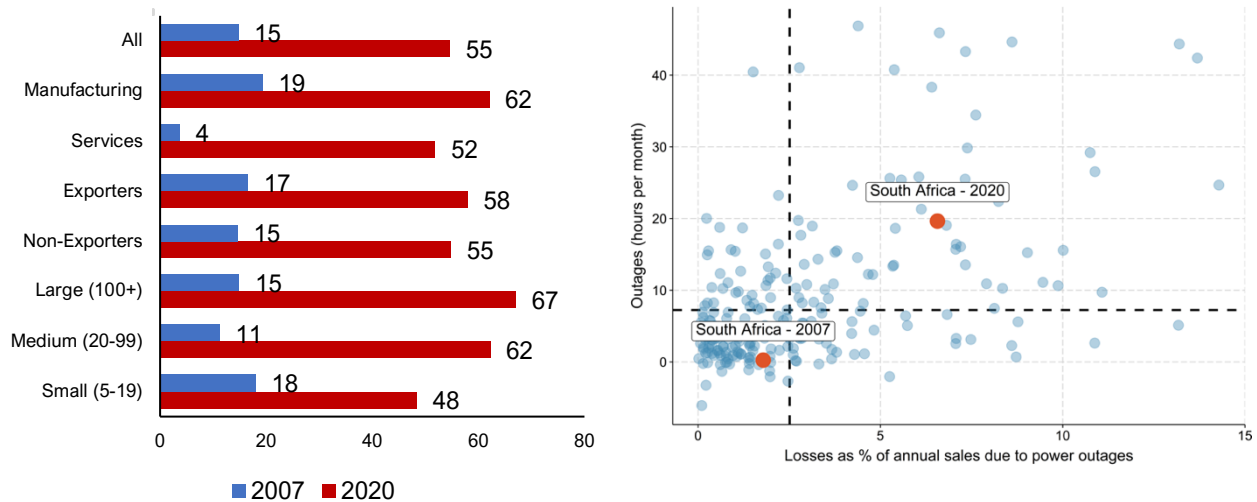 All 15 55
Manufacturing 19 62
Services 4 52
Exporters 17 58
Non-Exporters 15 55
Large (100+) 15 67
Medium (20-99) 11 62
Small (5-19) 18 48
0 20 40 60 80
2007 2020
Outages (hours per month)
40
30
20
10
0
South Africa - 2020
South Africa - 2007
0 5 10 15
Losses as % of annual sales due to power outages